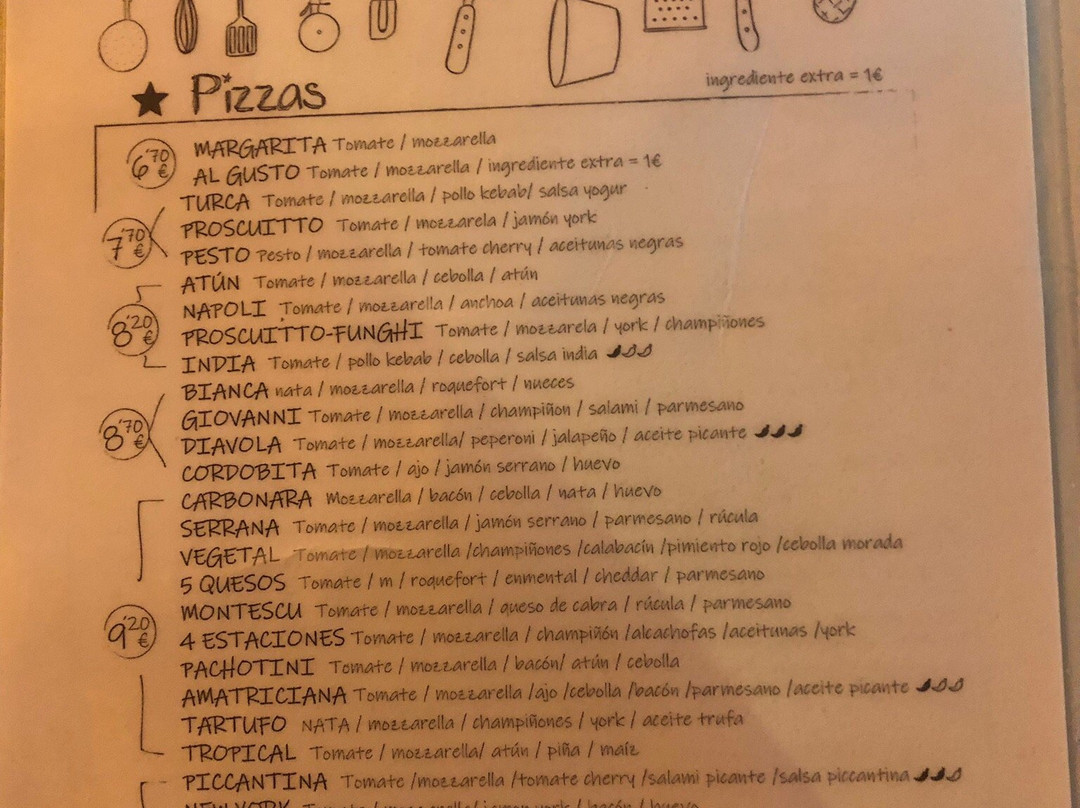 ★ Pizzas
ingrediente extra = 1€
6'70 €
MARGARITA Tomate / mozzarella
AL GUSTO Tomate / mozzarella / ingrediente extra = 1€
TURCA Tomate / mozzarella / pollo kebab/ salsa yogur
7'70 €
PROSCUITTO Tomate / mozzarela / jamón york
PESTO Pesto / mozzarella / tomate cherry / aceitunas negras
ATÚN Tomate / mozzarella / cebolla / atún
8'20 €
NAPOLI Tomate / mozzarella / anchoa / aceitunas negras
PROSCUITTO-FUNGHI Tomate / mozzarela / york / champiñones
INDIA Tomate / pollo kebab / cebolla / salsa india
BIANCA nata / mozzarella / roquefort / nueces
8'70 €
GIOVANNI Tomate / mozzarella / champiñon / salami / parmesano
DIAVOLA Tomate / mozzarella/ peperoni / jalapeño / aceite picante
CORDOBITA Tomate / ajo / jamón serrano / huevo
CARBONARA Mozzarella / bacón / cebolla / nata / huevo
SERRANA Tomate / mozzarella / jamón serrano / parmesano / rúcula
VEGETAL Tomate / mozzarella /champiñones /calabacín /pimiento rojo /cebolla morada
5 QUESOS Tomate / m / roquefort / enmental / cheddar / parmesano
MONTESCU Tomate / mozzarella / queso de cabra / rúcula / parmesano
9'20 €
4 ESTACIONES Tomate / mozzarella / champiñón /alcachofas /aceitunas /york
PACHOTINI Tomate / mozzarella / bacón/ atún / cebolla
AMATRICIANA Tomate / mozzarella /ajo /cebolla /bacón /parmesano /aceite picante
TARTUFO NATA / mozzarella / champiñones / york / aceite trufa
TROPICAL Tomate / mozzarella/ atún / piña / maíz
PICCANTINA Tomate /mozzarella /tomate cherry /salami picante /salsa piccantina
NEW YORK Tomate / mozzarella/ jamon york / bacón / huevo